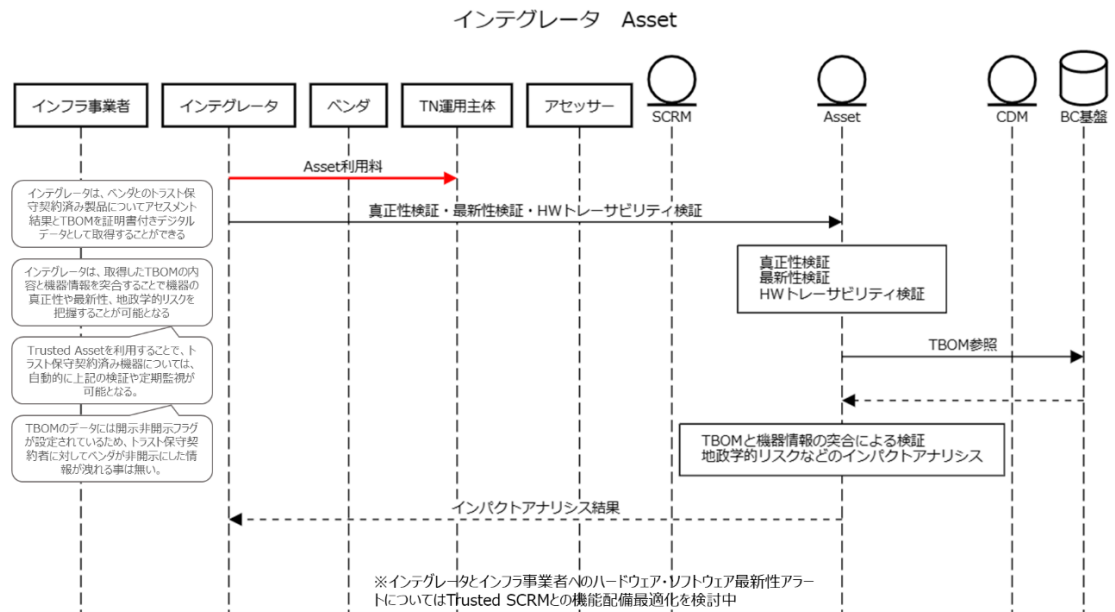 インテグレータ　Asset
インフラ事業者
インテグレータ
ベンダ
TN運用主体
アセッサー
SCRM
Asset
CDM
BC基盤
Asset利用料
インテグレータは、ベンダとのトラスト保
守契約済み製品についてアセスメント
結果とTBOMを証明書付きデジタル
データとして取得することができる
真正性検証・最新性検証・HWトレーサビリティ検証
真正性検証
最新性検証
HWトレーサビリティ検証
インテグレータは、取得したTBOMの内
容と機器情報を突合することで機器の
真正性や最新性、地政学的リスクを
把握することが可能となる
Trusted Assetを利用することで、ト
ラスト保守契約済み機器については、
自動的に上記の検証や定期監視が
可能となる。
TBOM参照
TBOMのデータには開示非開示フラグ
が設定されているため、トラスト保守契
約者に対してベンダが非開示にした情
報が洩れる事は無い。
TBOMと機器情報の突合による検証
地政学的リスクなどのインパクトアナリシス
インパクトアナリシス結果
※インテグレータとインフラ事業者へのハードウェア・ソフトウェア最新性アラー
トについてはTrusted SCRMとの機能配備最適化を検討中